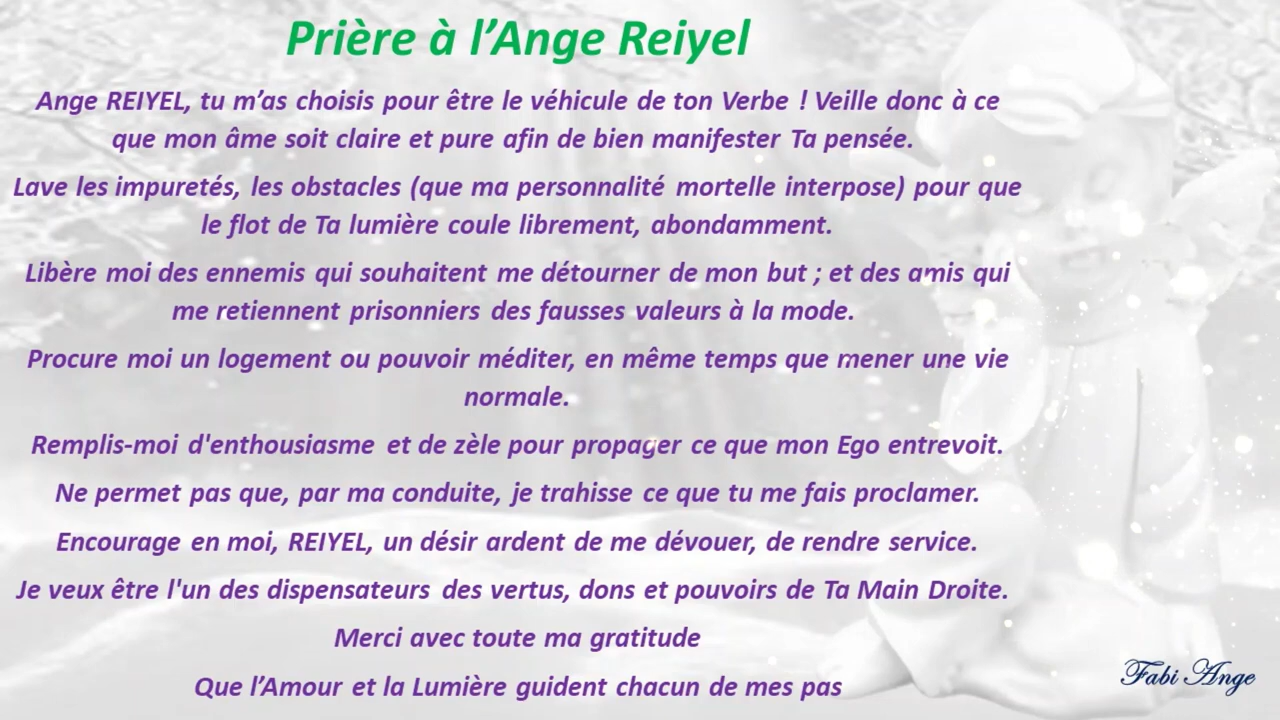 Prière à l’Ange Reiyel
Ange REIYEL, tu m’as choisis pour être le véhicule de ton Verbe ! Veille donc à ce
que mon âme soit claire et pure afin de bien manifester Ta pensée.
Lave les impuretés, les obstacles (que ma personnalité mortelle interpose) pour que
le flot de Ta lumière coule librement, abondamment.
Libère moi des ennemis qui souhaitent me détourner de mon but ; et des amis qui
me retiennent prisonniers des fausses valeurs à la mode.
Procure moi un logement ou pouvoir méditer, en même temps que mener une vie
normale.
Remplis-moi d'enthousiasme et de zèle pour propager ce que mon Ego entrevoit.
Ne permet pas que, par ma conduite, je trahisse ce que tu me fais proclamer.
Encourage en moi, REIYEL, un désir ardent de me dévouer, de rendre service.
Je veux être l'un des dispensateurs des vertus, dons et pouvoirs de Ta Main Droite.
Merci avec toute ma gratitude
Que l’Amour et la Lumière guident chacun de mes pas
Fabi Ange